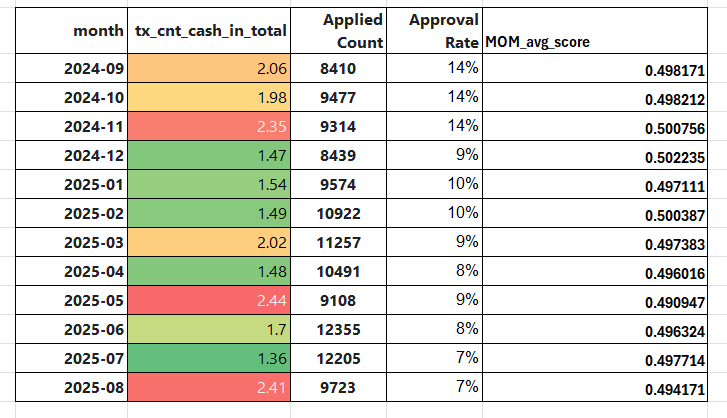 month tx_cnt_cash_in_total Applied Count Approval Rate MOM_avg_score
2024-09 2.06 8410 14% 0.498171
2024-10 1.98 9477 14% 0.498212
2024-11 2.35 9314 14% 0.500756
2024-12 1.47 8439 9% 0.502235
2025-01 1.54 9574 10% 0.497111
2025-02 1.49 10922 10% 0.500387
2025-03 2.02 11257 9% 0.497383
2025-04 1.48 10491 8% 0.496016
2025-05 2.44 9108 9% 0.490947
2025-06 1.7 12355 8% 0.496324
2025-07 1.36 12205 7% 0.497714
2025-08 2.41 9723 7% 0.494171